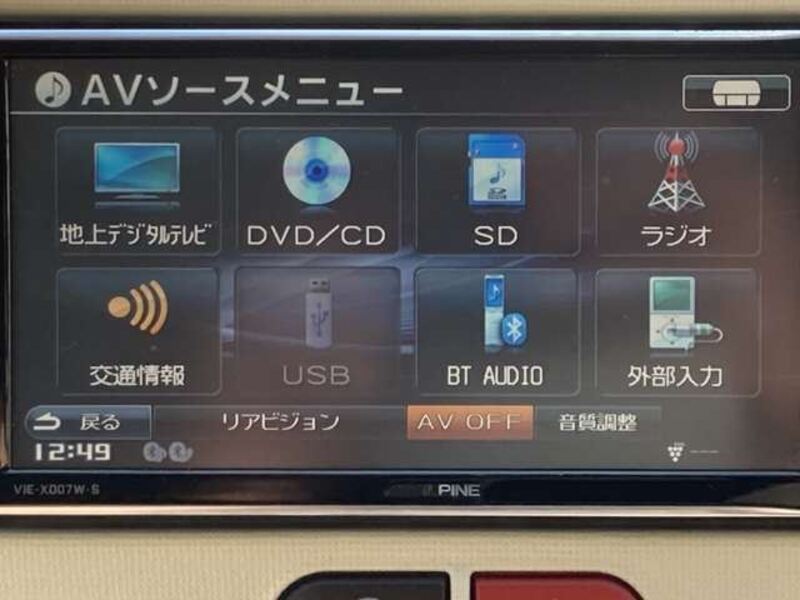 AVソースメニュー
地上デジタルテレビ
DVD／CD
SD
ラジオ
交通情報
USB
BT AUDIO
外部入力
戻る
リアビジョン
AV OFF
音質調整
12:49
VIE-X007W-S
PINE